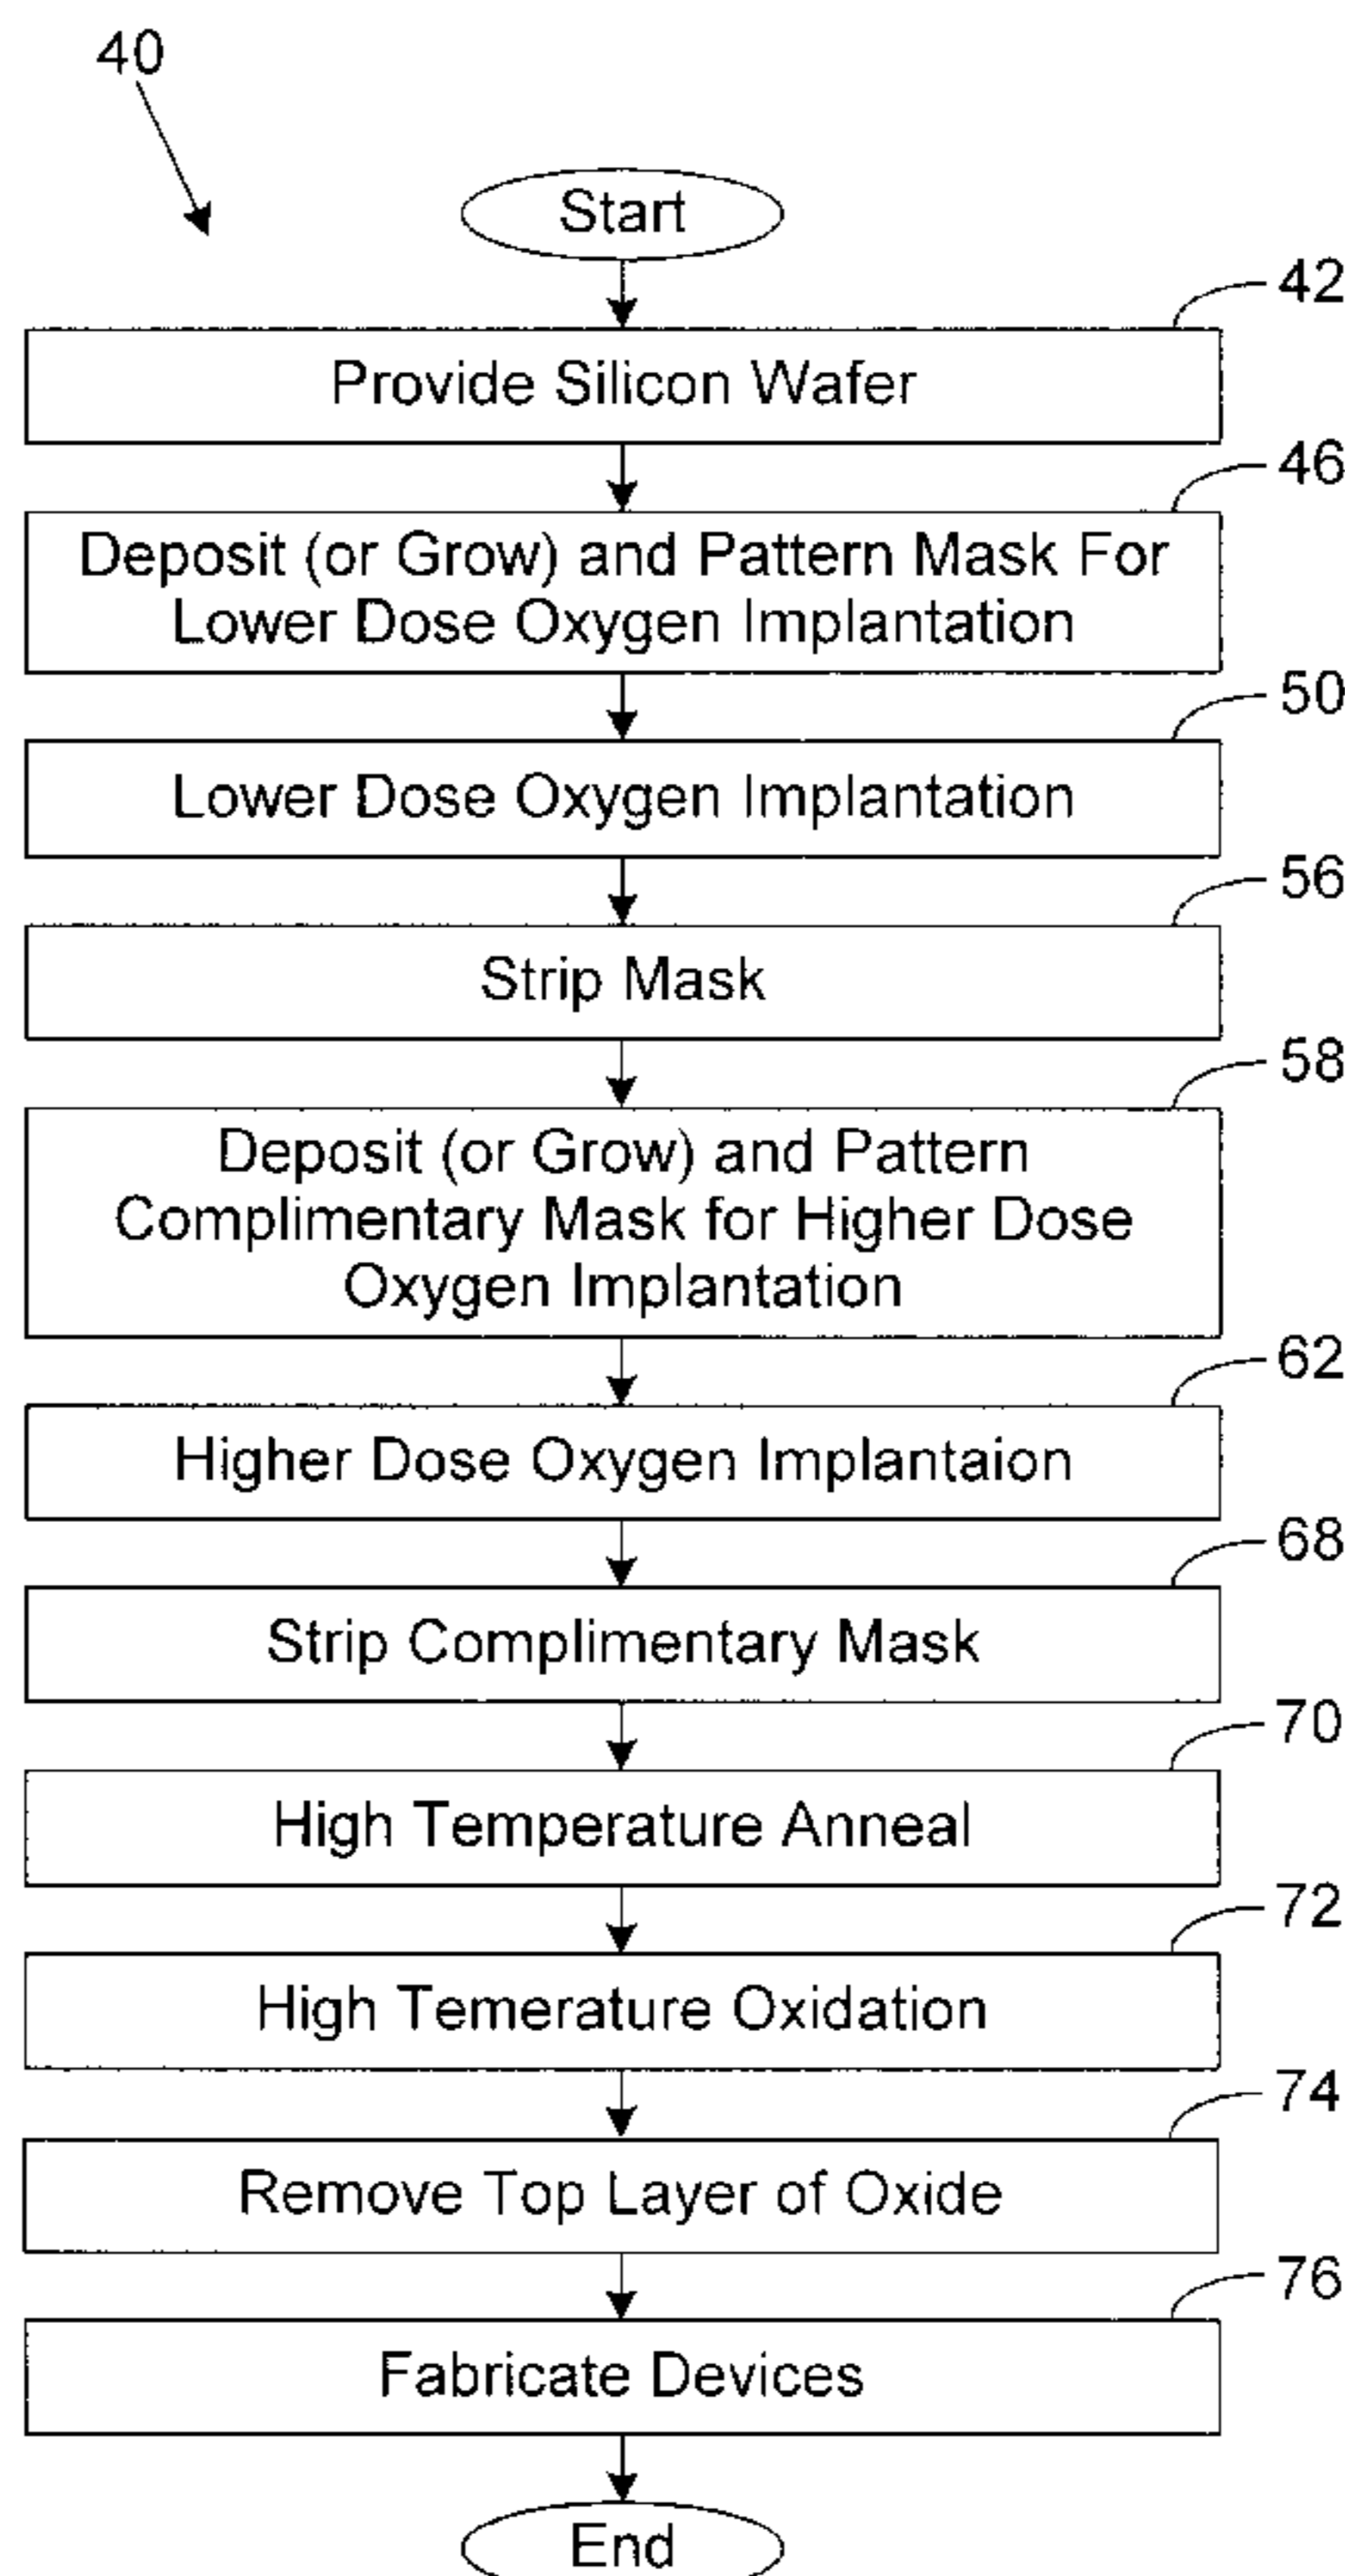 40
Start
42
Provide Silicon Wafer
46
Deposit (or Grow) and Pattern Mask For
Lower Dose Oxygen Implantation
50
Lower Dose Oxygen Implantation
56
Strip Mask
58
Deposit (or Grow) and Pattern
Complimentary Mask for Higher Dose
Oxygen Implantation
62
Higher Dose Oxygen Implantaion
68
Strip Complimentary Mask
70
High Temperature Anneal
72
High Temerature Oxidation
74
Remove Top Layer of Oxide
76
Fabricate Devices
End